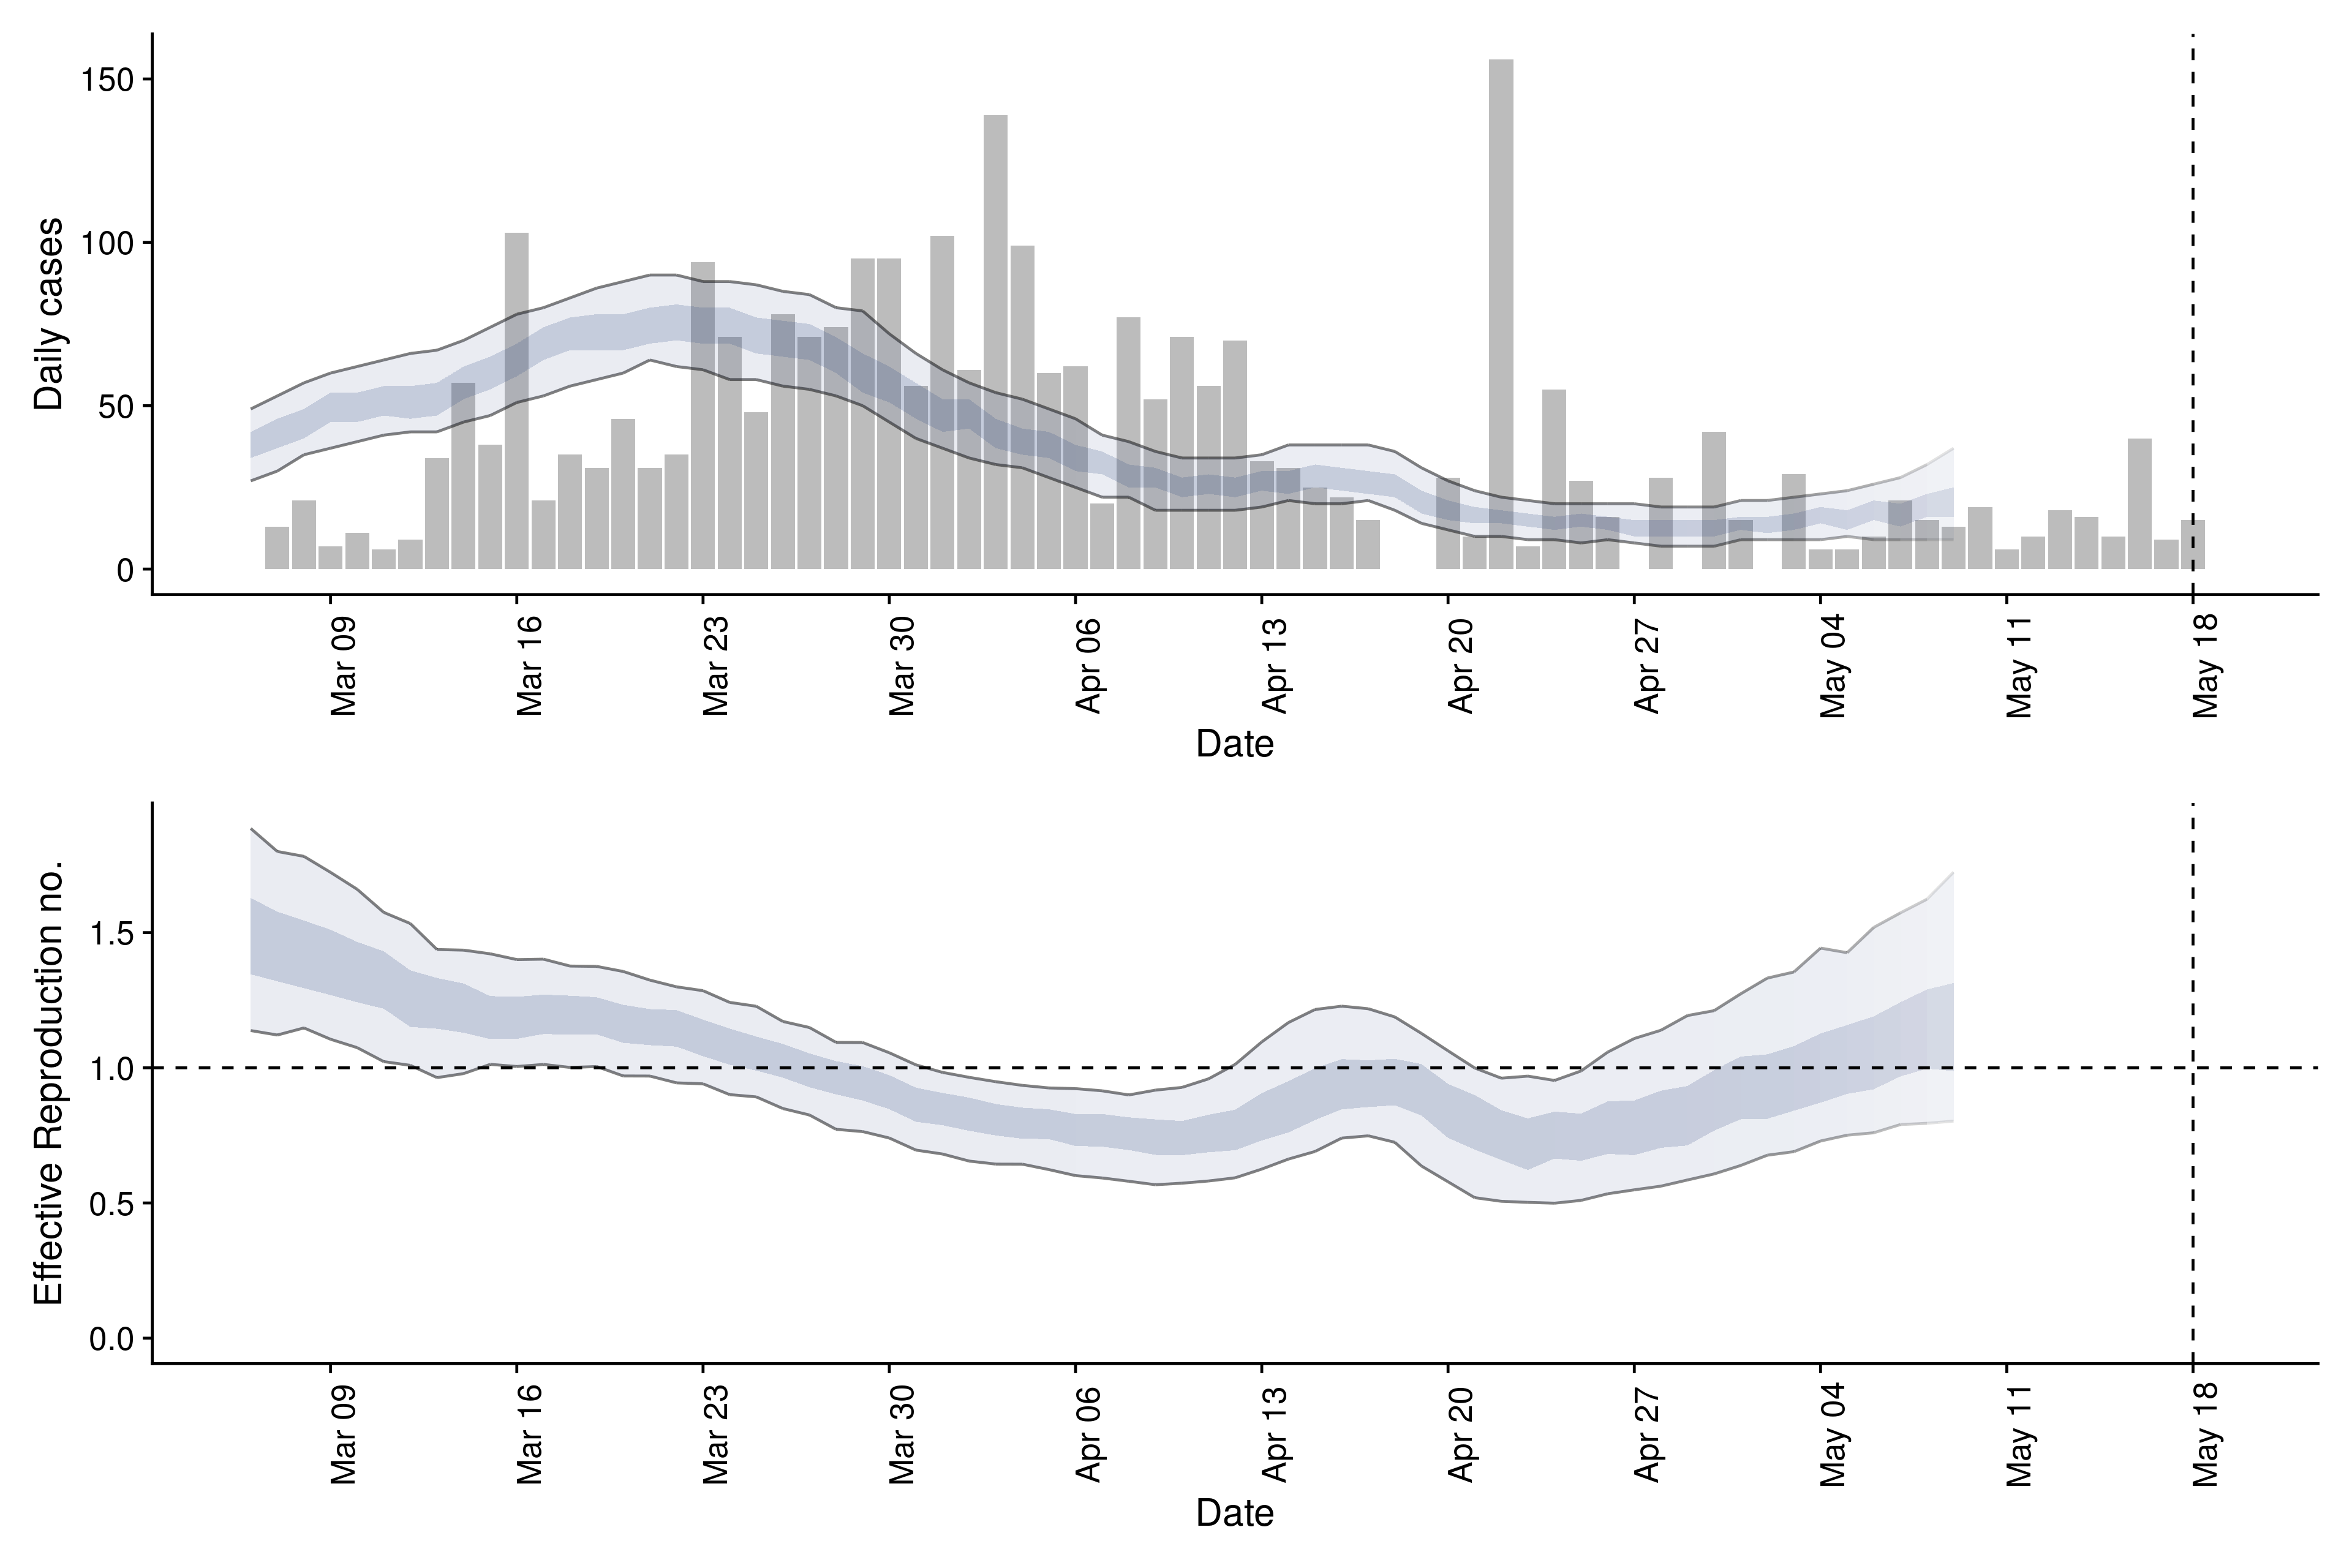 Daily cases
150
100
50
0
Mar 09
Mar 16
Mar 23
Mar 30
Apr 06
Apr 13
Apr 20
Apr 27
May 04
May 11
May 18
Date
Effective Reproduction no.
1.5
1.0
0.5
0.0
Mar 09
Mar 16
Mar 23
Mar 30
Apr 06
Apr 13
Apr 20
Apr 27
May 04
May 11
May 18
Date